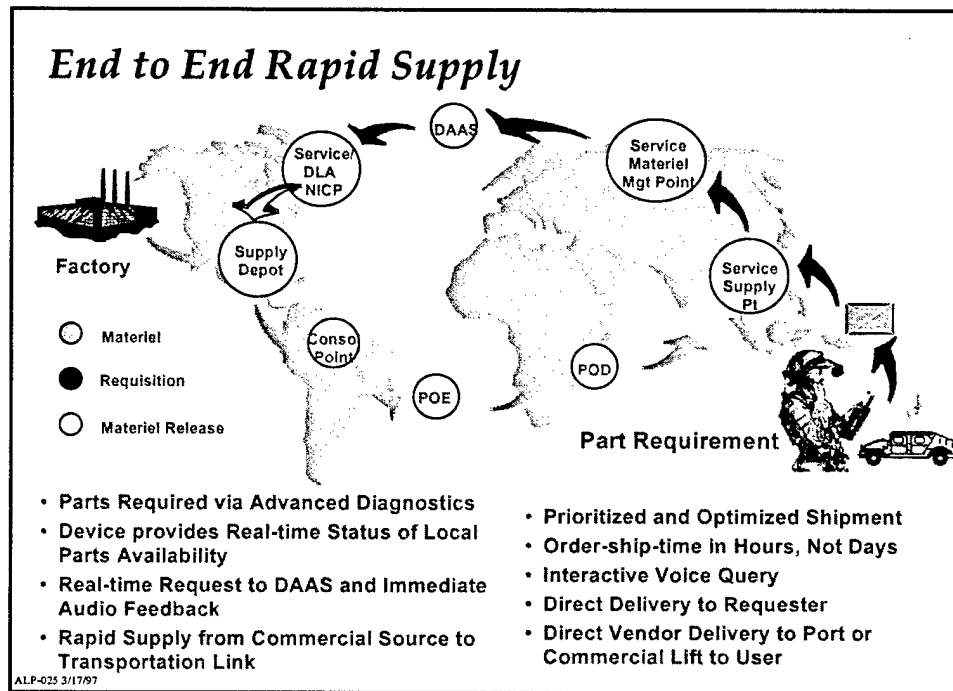 End to End Rapid Supply
DAAS
Service/
DLA
NICP
Service
Materiel
Mgt Point
Supply
Depot
Factory
Service
Supply
Pt
Materiel
Conso
Point
Requisition
POD
POE
Materiel Release
Part Requirement
• Parts Required via Advanced Diagnostics
• Device provides Real-time Status of Local
Parts Availability
• Real-time Request to DAAS and Immediate
Audio Feedback
• Rapid Supply from Commercial Source to
Transportation Link
• Prioritized and Optimized Shipment
• Order-ship-time in Hours, Not Days
• Interactive Voice Query
• Direct Delivery to Requester
• Direct Vendor Delivery to Port or
Commercial Lift to User
ALP-025 3/17/97